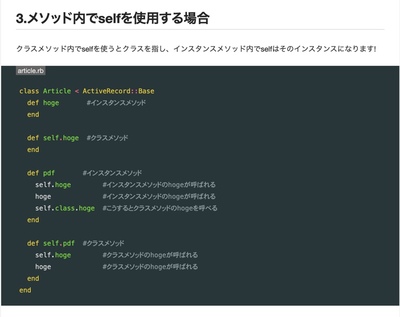 3.メソッド内でselfを使用する場合
クラスメソッド内でselfを使うとクラスを指し、インスタンスメソッド内でselfはそのインスタンスになります!
article.rb
class Article < ActiveRecord::Base
  def hoge       #インスタンスメソッド
  end
  def self.hoge  #クラスメソッド
  end
  def pdf       #インスタンスメソッド
    self.hoge        #インスタンスメソッドのhogeが呼ばれる
    hoge             #インスタンスメソッドのhogeが呼ばれる
    self.class.hoge  #こうするとクラスメソッドのhogeを呼べる
  end
  def self.pdf  #クラスメソッド
    self.hoge        #クラスメソッドのhogeが呼ばれる
    hoge             #クラスメソッドのhogeが呼ばれる
  end
end